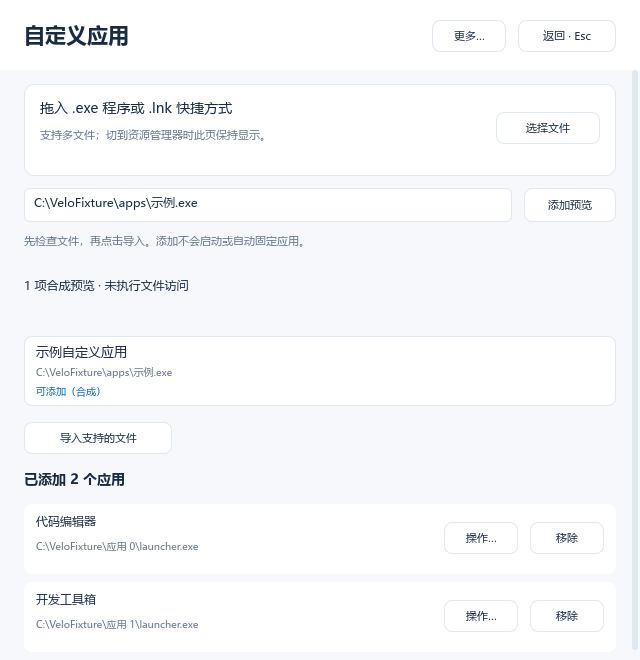 自定义应用
更多...
返回 · Esc
拖入 .exe 程序或 .lnk 快捷方式
支持多文件；切到资源管理器时此页保持显示。
选择文件
C:\VeloFixture\apps\示例.exe
添加预览
先检查文件，再点击导入。添加不会启动或自动固定应用。
1 项合成预览 · 未执行文件访问
示例自定义应用
C:\VeloFixture\apps\示例.exe
可添加（合成）
导入支持的文件
已添加 2 个应用
代码编辑器
C:\VeloFixture\应用 0\launcher.exe
操作...
移除
开发工具箱
C:\VeloFixture\应用 1\launcher.exe
操作...
移除